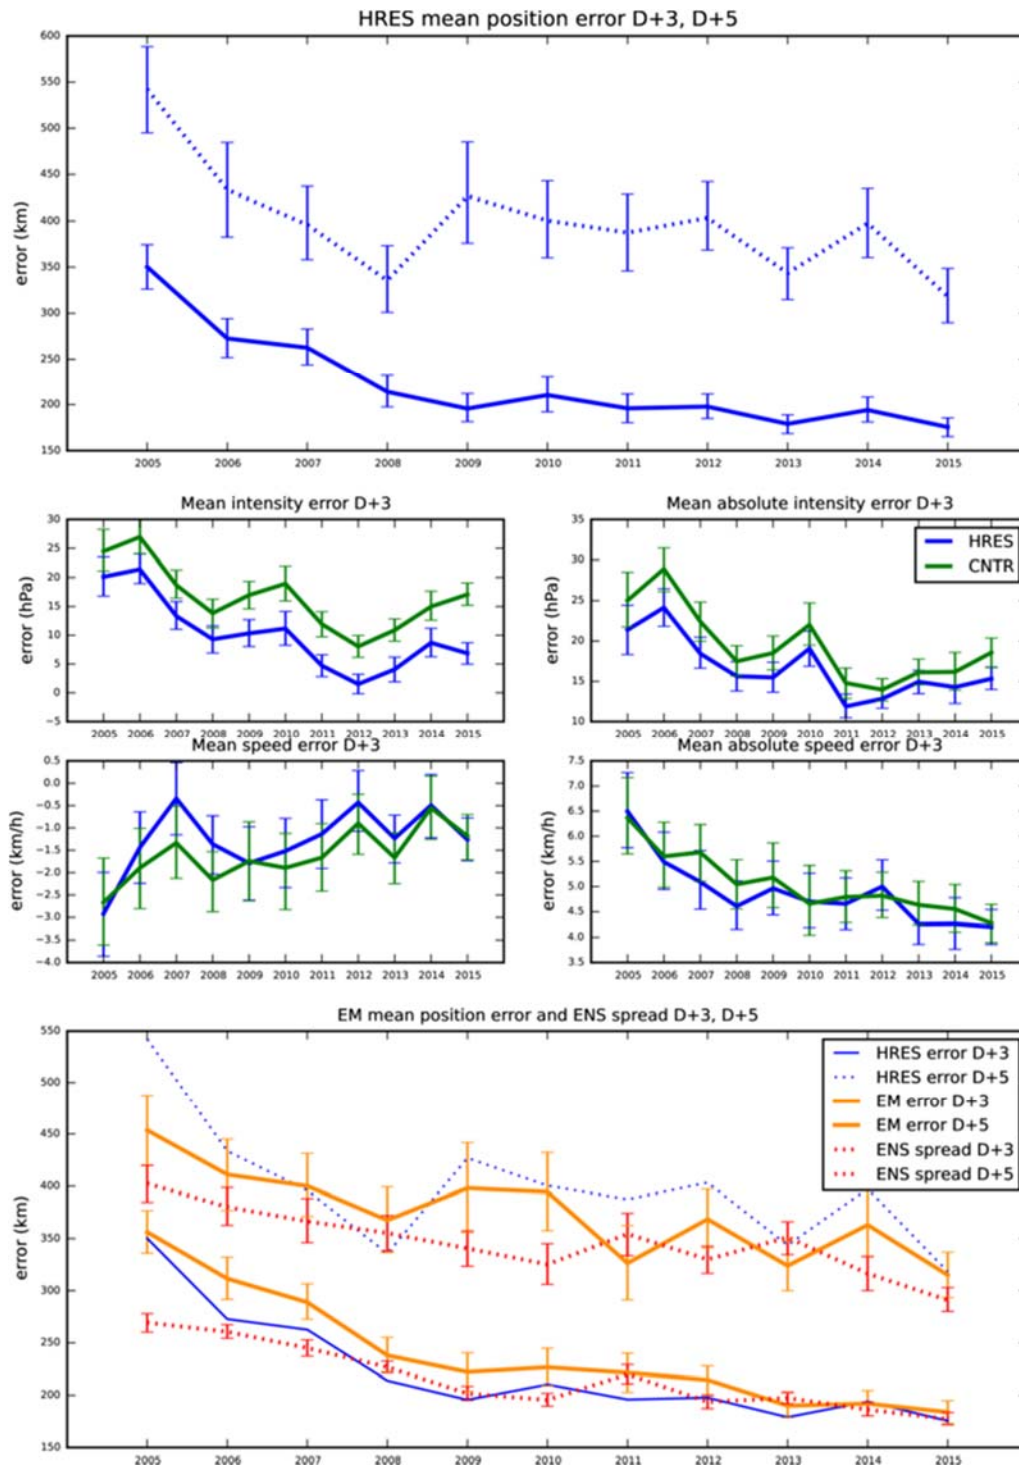 HRES mean position error D+3, D+5
600
550
500
450
400
350
300
250
200
150
error (km)
2005 2006 2007 2008 2009 2010 2011 2012 2013 2014 2015
Mean intensity error D+3
30
25
20
15
10
5
0
−5
error (hPa)
2005 2006 2007 2008 2009 2010 2011 2012 2013 2014 2015
Mean absolute intensity error D+3
35
30
25
20
15
10
error (hPa)
HRES
CNTR
2005 2006 2007 2008 2009 2010 2011 2012 2013 2014 2015
Mean speed error D+3
0.5
0.0
−0.5
−1.0
−1.5
−2.0
−2.5
−3.0
−3.5
−4.0
error (km/h)
2005 2006 2007 2008 2009 2010 2011 2012 2013 2014 2015
Mean absolute speed error D+3
7.5
7.0
6.5
6.0
5.5
5.0
4.5
4.0
3.5
error (km/h)
2005 2006 2007 2008 2009 2010 2011 2012 2013 2014 2015
EM mean position error and ENS spread D+3, D+5
550
500
450
400
350
300
250
200
150
error (km)
HRES error D+3
HRES error D+5
EM error D+3
EM error D+5
ENS spread D+3
ENS spread D+5
2005 2006 2007 2008 2009 2010 2011 2012 2013 2014 2015